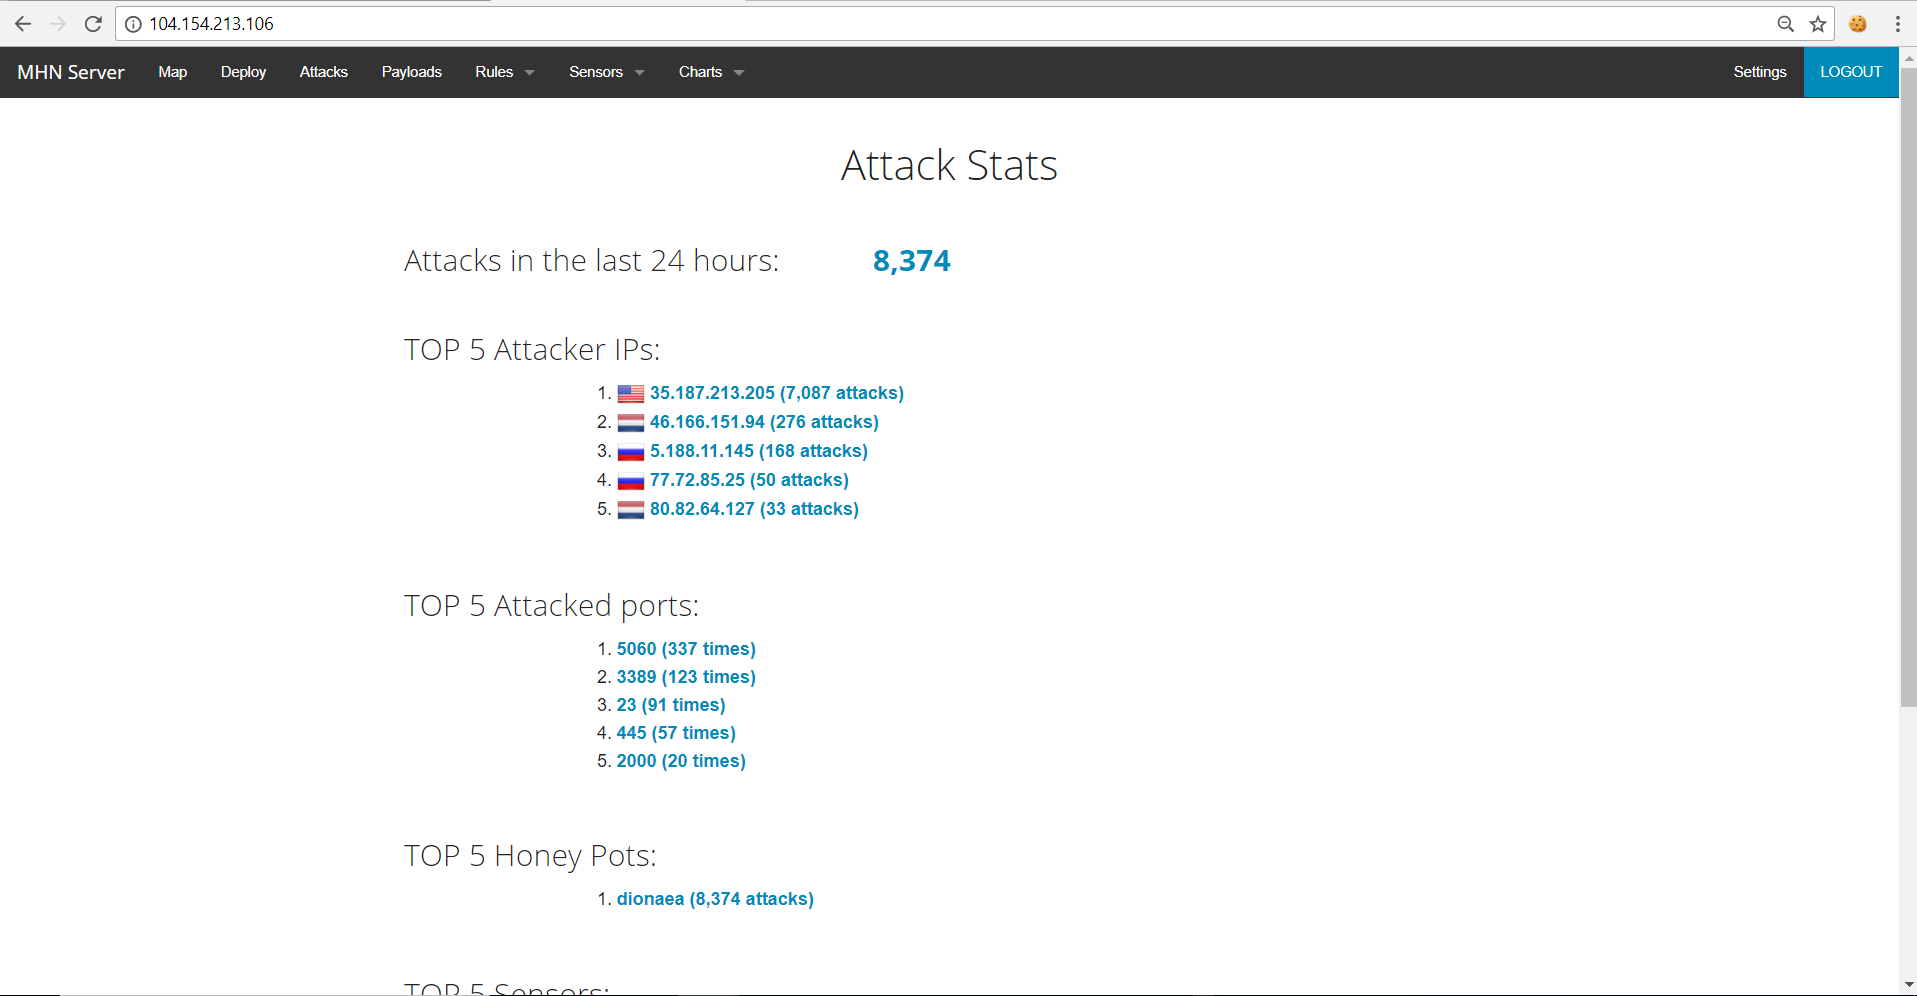 104.154.213.106
MHN Server Map Deploy Attacks Payloads Rules Sensors Charts Settings LOGOUT
Attack Stats
Attacks in the last 24 hours: 8,374
TOP 5 Attacker IPs:
1. 35.187.213.205 (7,087 attacks)
2. 46.166.151.94 (276 attacks)
3. 5.188.11.145 (168 attacks)
4. 77.72.85.25 (50 attacks)
5. 80.82.64.127 (33 attacks)
TOP 5 Attacked ports:
1. 5060 (337 times)
2. 3389 (123 times)
3. 23 (91 times)
4. 445 (57 times)
5. 2000 (20 times)
TOP 5 Honey Pots:
1. dionaea (8,374 attacks)
TOP 5 Sensors: